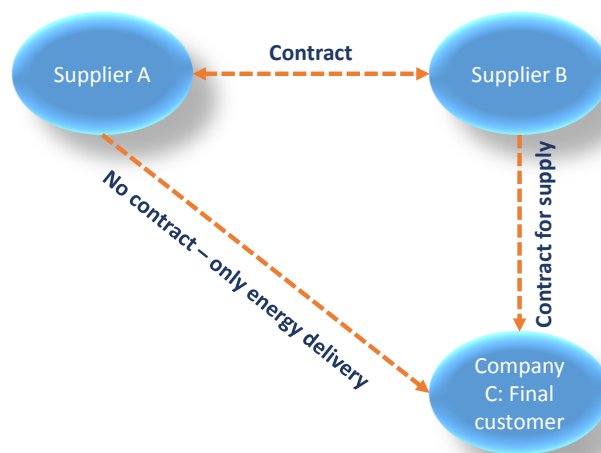 Contract
Supplier A
Supplier B
No contract – only energy delivery
Contract for supply
Company
C: Final
customer